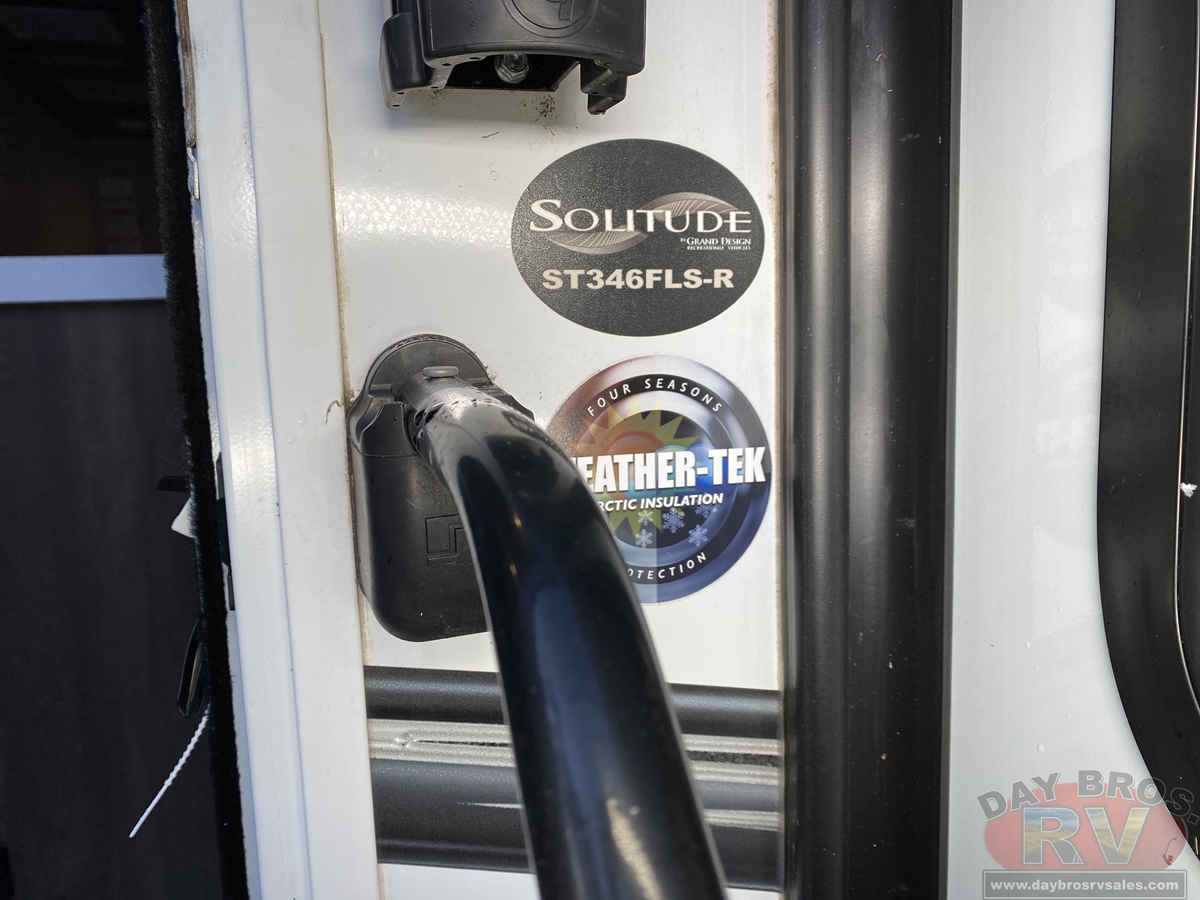 SOLITUDE
BY GRAND DESIGN
RECREATIONAL VEHICLES
ST346FLS-R
FOUR SEASONS
EATHER-TEK
RCTIC INSULATION
OTECTION
DAY BROS.
RV
www.daybrosrvsales.com